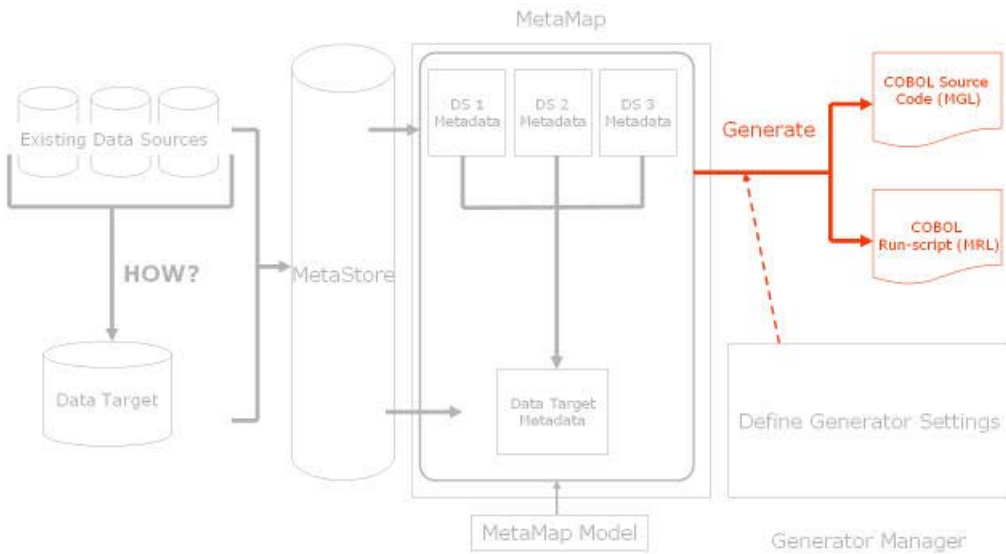 MetaMap
Existing Data Sources
HOW?
Data Target
MetaStore
DS 1
Metadata
DS 2
Metadata
DS 3
Metadata
Data Target
Metadata
MetaMap Model
Generate
COBOL Source
Code (MGL)
COBOL
Run-script (MRL)
Define Generator Settings
Generator Manager